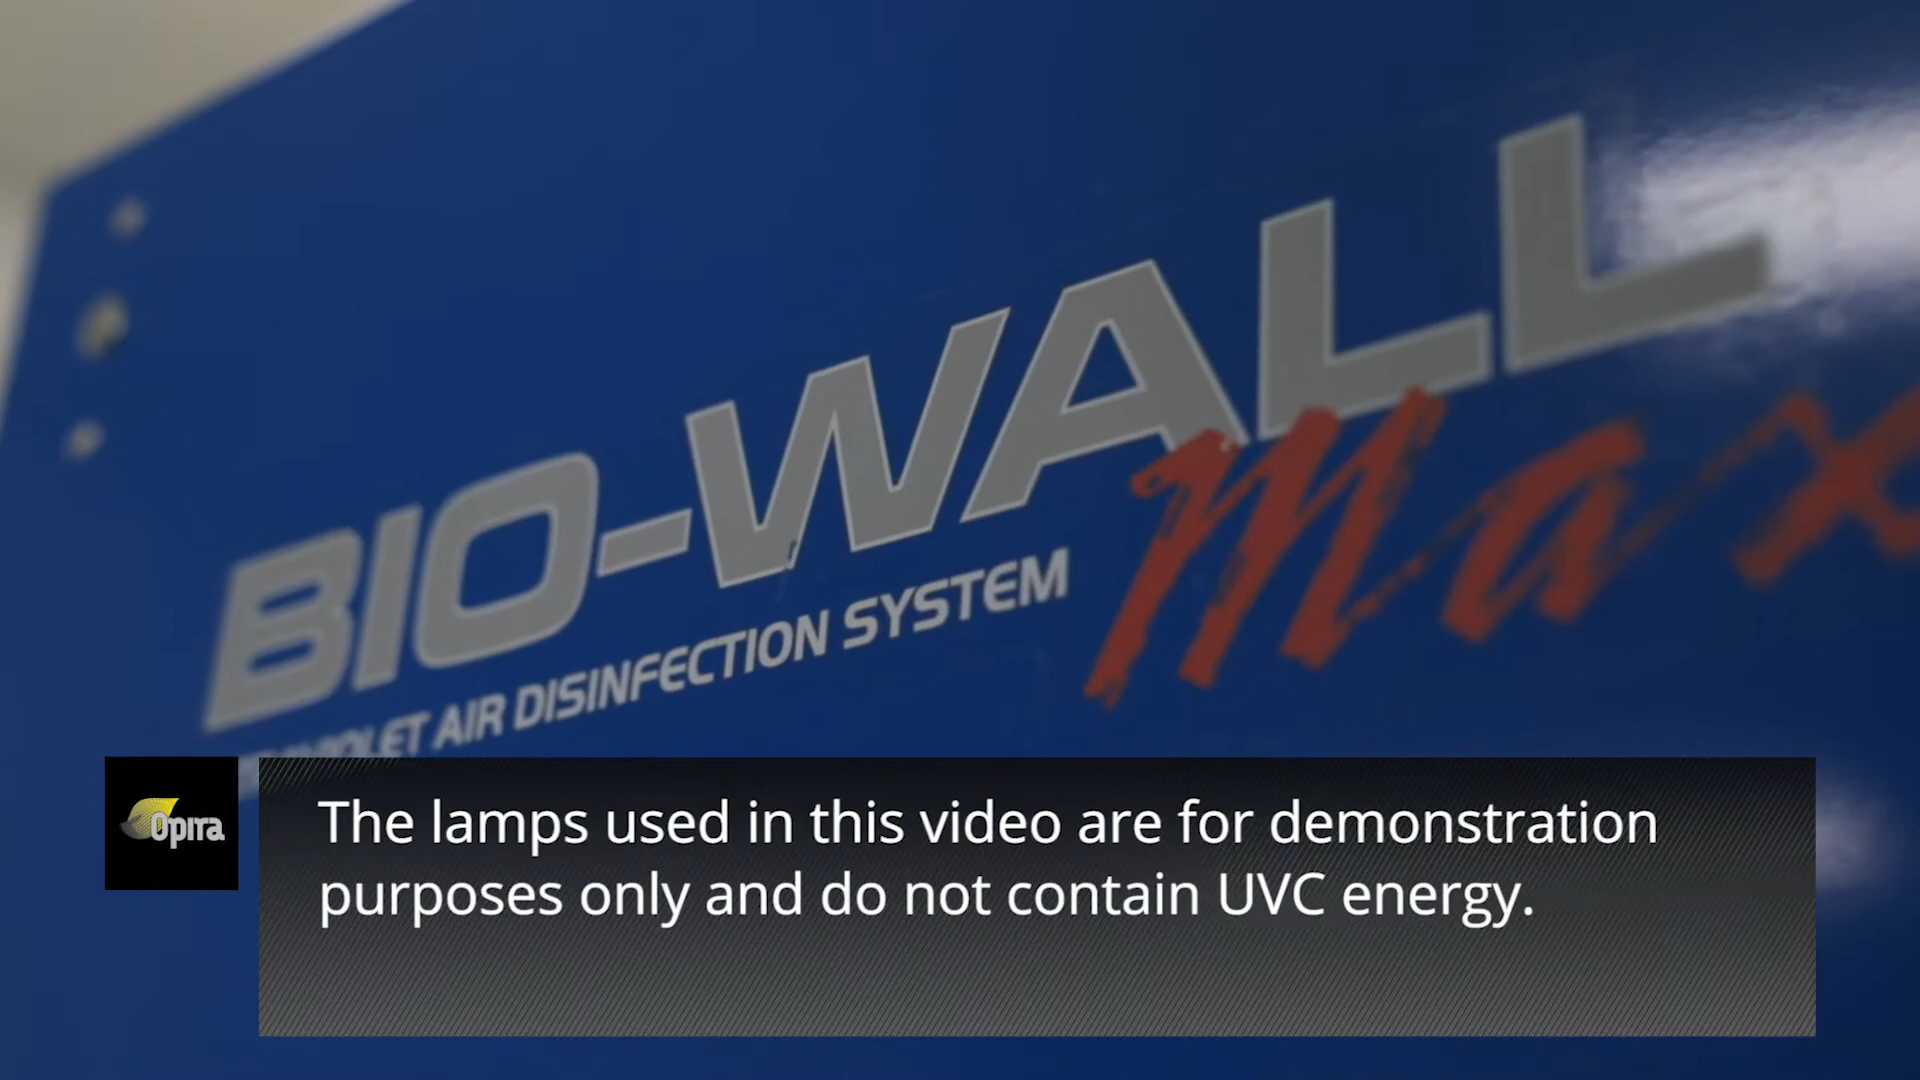 BIO-WALL
Max
AIR DISINFECTION SYSTEM
Opira
The lamps used in this video are for demonstration
purposes only and do not contain UVC energy.